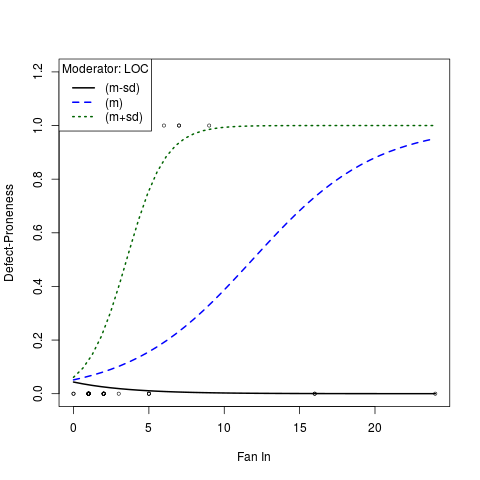 Moderator: LOC
(m-sd)
(m)
(m+sd)
Defect-Proneness
0.0
0.2
0.4
0.6
0.8
1.0
1.2
0 5 10 15 20
Fan In